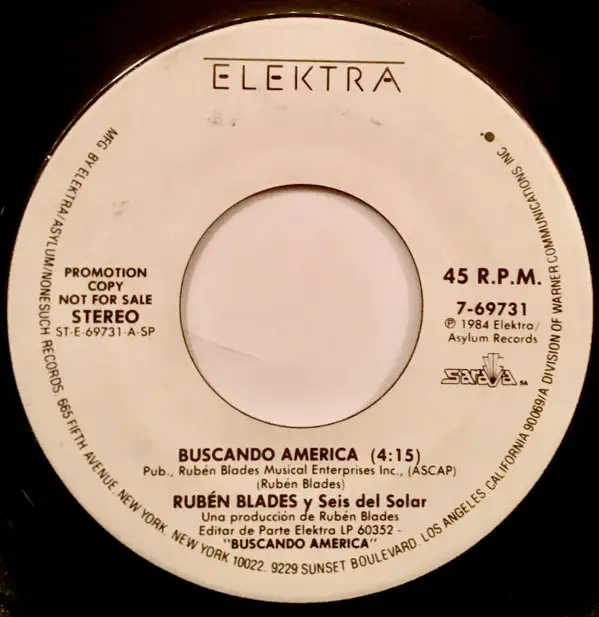 ELEKTRA
MFG BY ELEKTRA/ASYLUM/NONESUCH RECORDS. 665 FIFTH AVENUE. NEW YORK. NEW YORK 10022. 9229 SUNSET BOULEVARD. LOS ANGELES. CALIFORNIA 90069/A DIVISION OF WARNER COMMUNICATIONS INC.
PROMOTION
COPY
NOT FOR SALE
STEREO
ST-E-69731-A-SP
45 R.P.M.
7-69731
Ⓟ 1984 Elektra/
Asylum Records
saraVa SA
BUSCANDO AMERICA (4:15)
Pub., Rubén Blades Musical Enterprises Inc., (ASCAP)
(Rubén Blades)
RUBÉN BLADES y Seis del Solar
Una producción de Rubén Blades
Editar de Parte Elektra LP 60352 -
"BUSCANDO AMERICA"